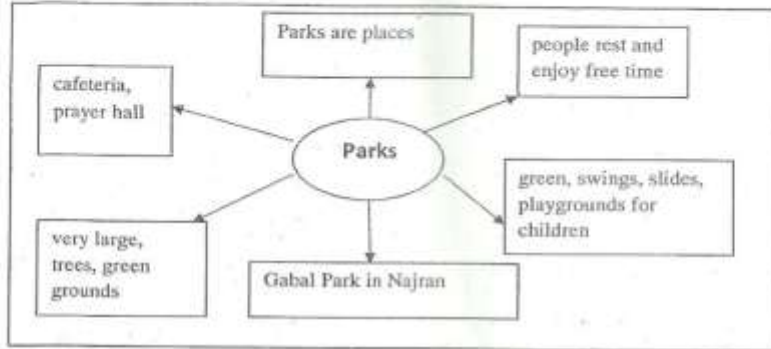 Parks are places
people rest and
enjoy free time
cafeteria,
prayer hall
Parks
green, swings, slides,
playgrounds for
children
very large,
trees, green
grounds
Gabal Park in Najran